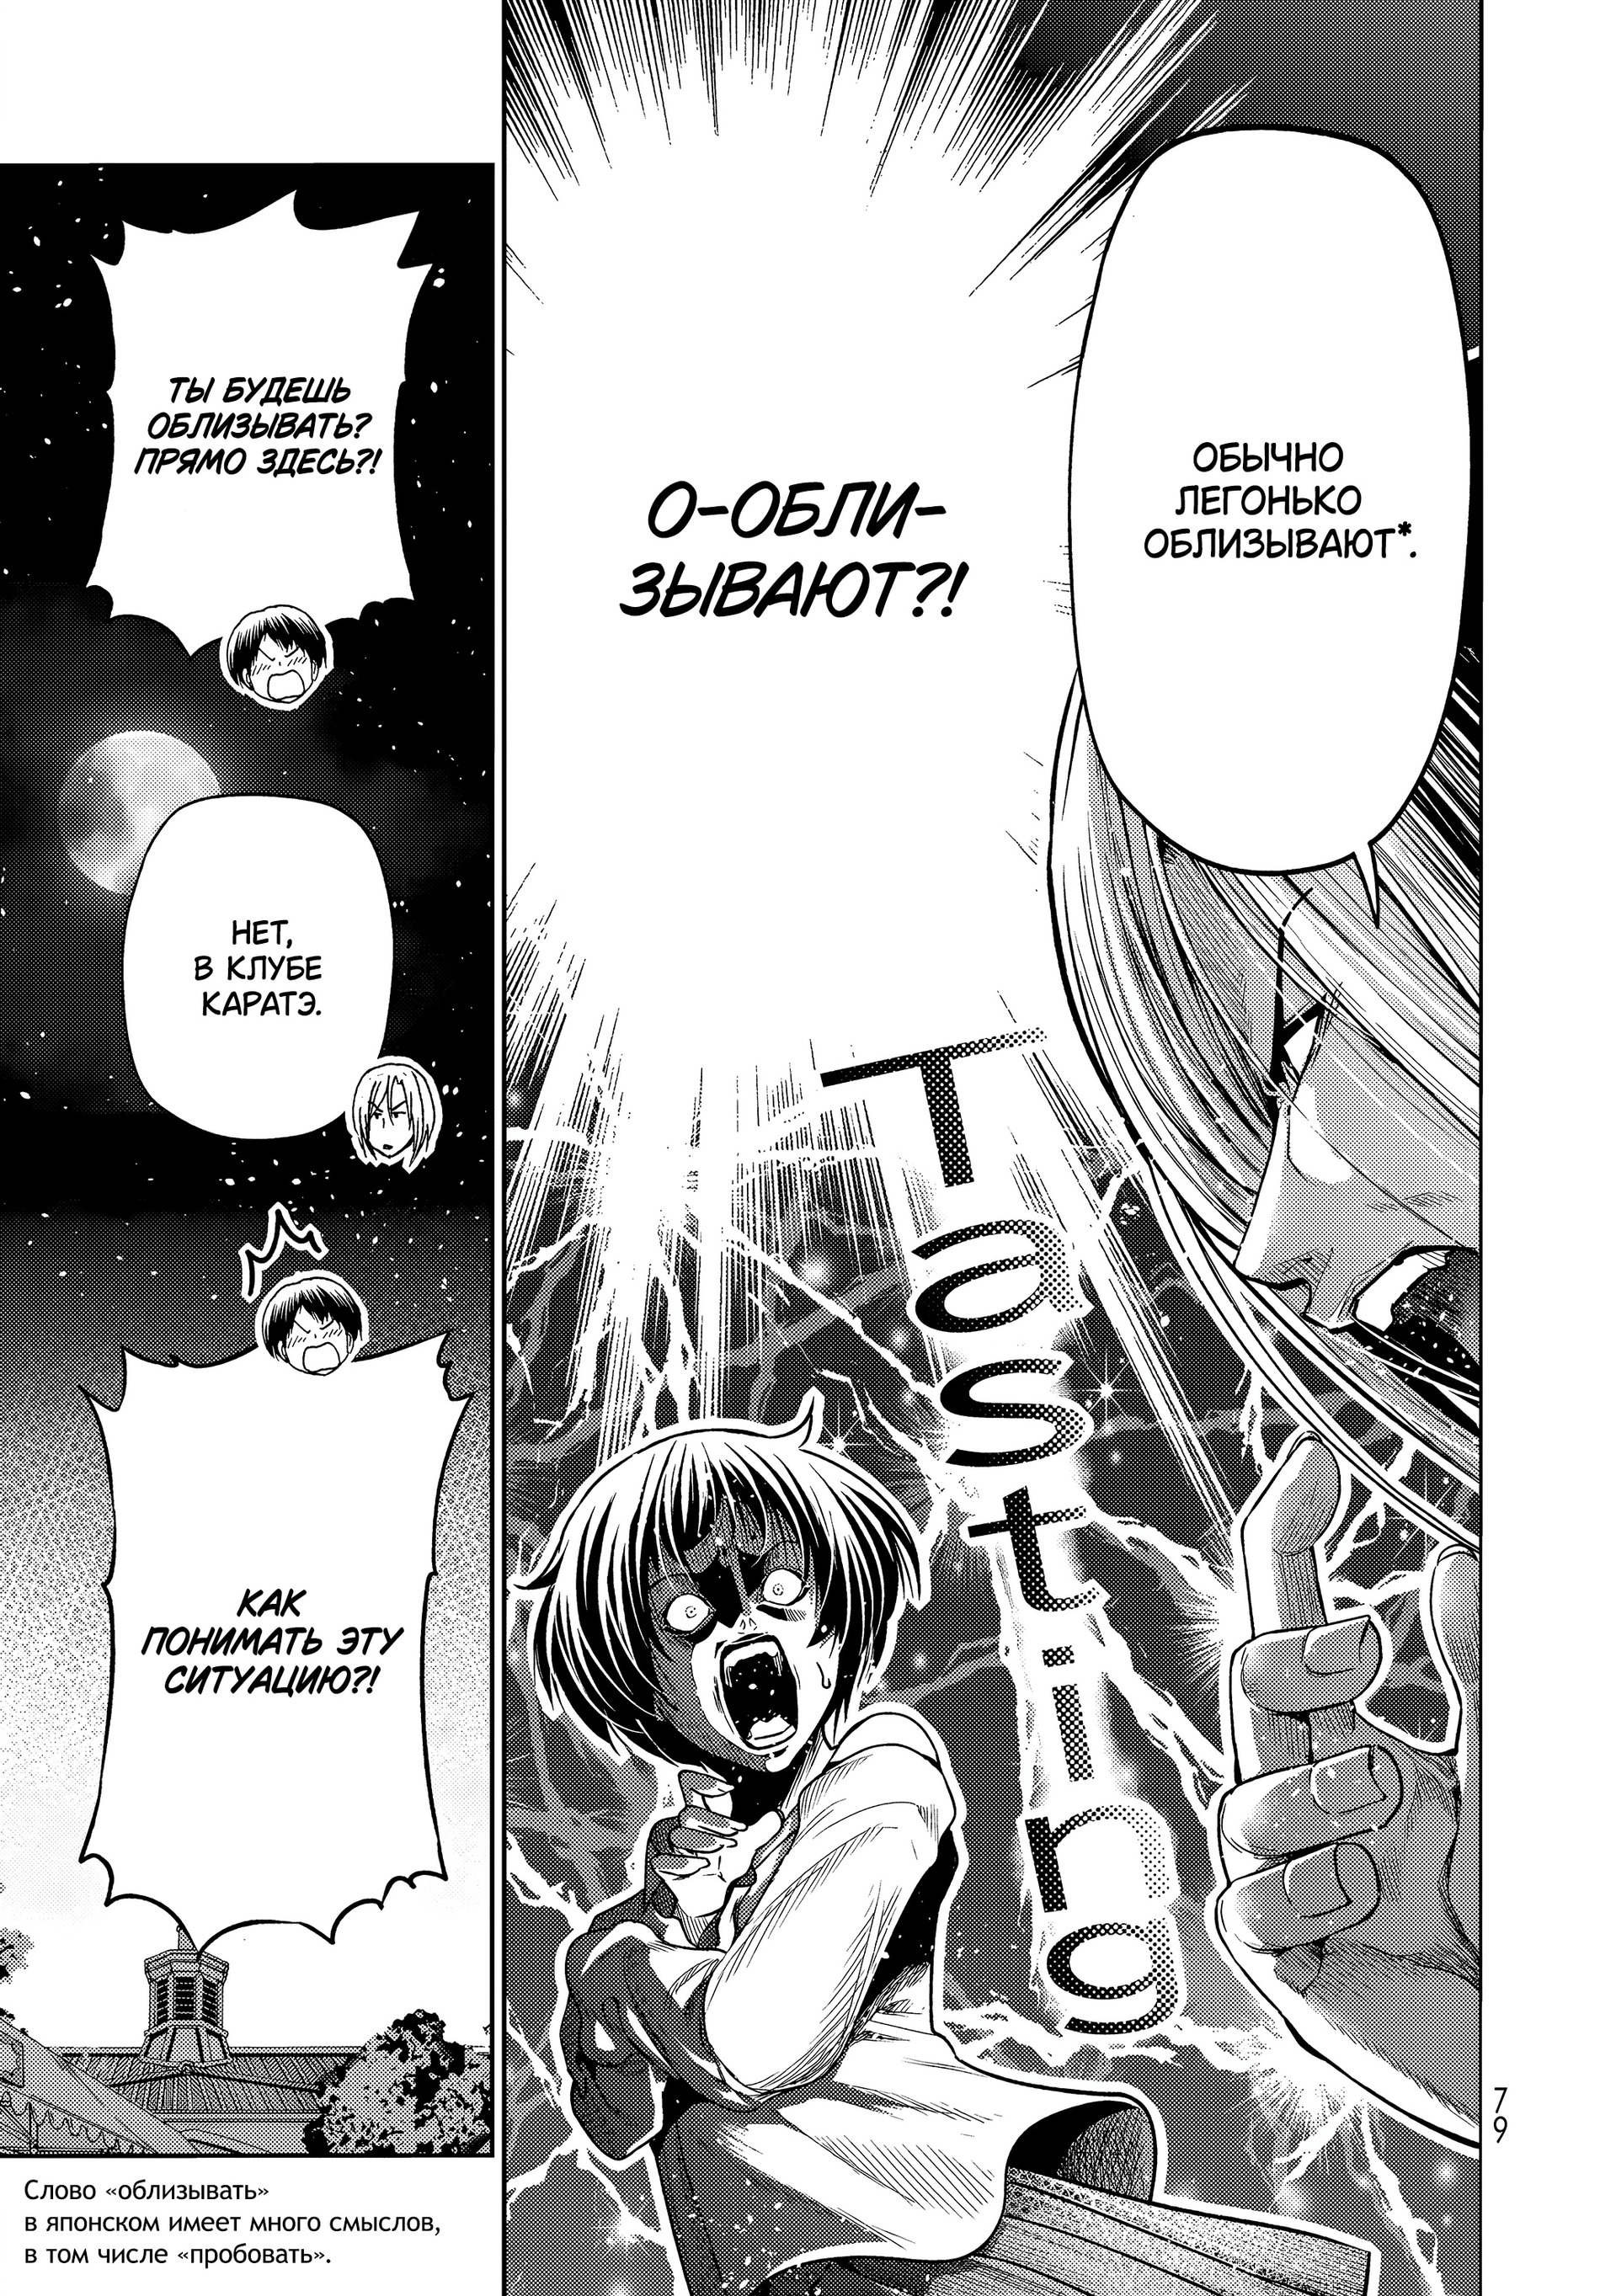 ОБЫЧНО
ЛЕГОНЬКО
ОБЛИЗЫВАЮТ*.
О-ОБЛИ-
ЗЫВАЮТ?!
Tasting
ТЫ БУДЕШЬ
ОБЛИЗЫВАТЬ?
ПРЯМО ЗДЕСЬ?!
НЕТ,
В КЛУБЕ
КАРАТЭ.
КАК
ПОНИМАТЬ ЭТУ
СИТУАЦИЮ?!
Слово «облизывать»
в японском имеет много смыслов,
в том числе «пробовать».
79